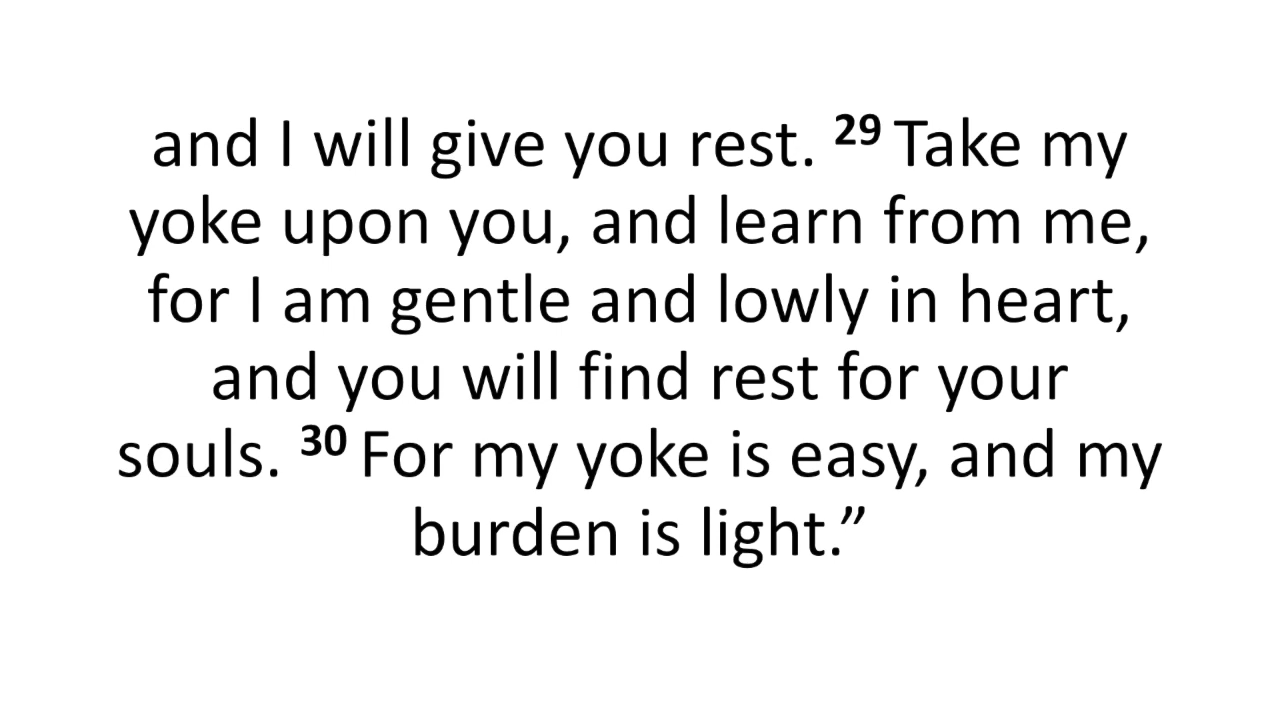 and I will give you rest. 29 Take my
yoke upon you, and learn from me,
for I am gentle and lowly in heart,
and you will find rest for your
souls. 30 For my yoke is easy, and my
burden is light.”